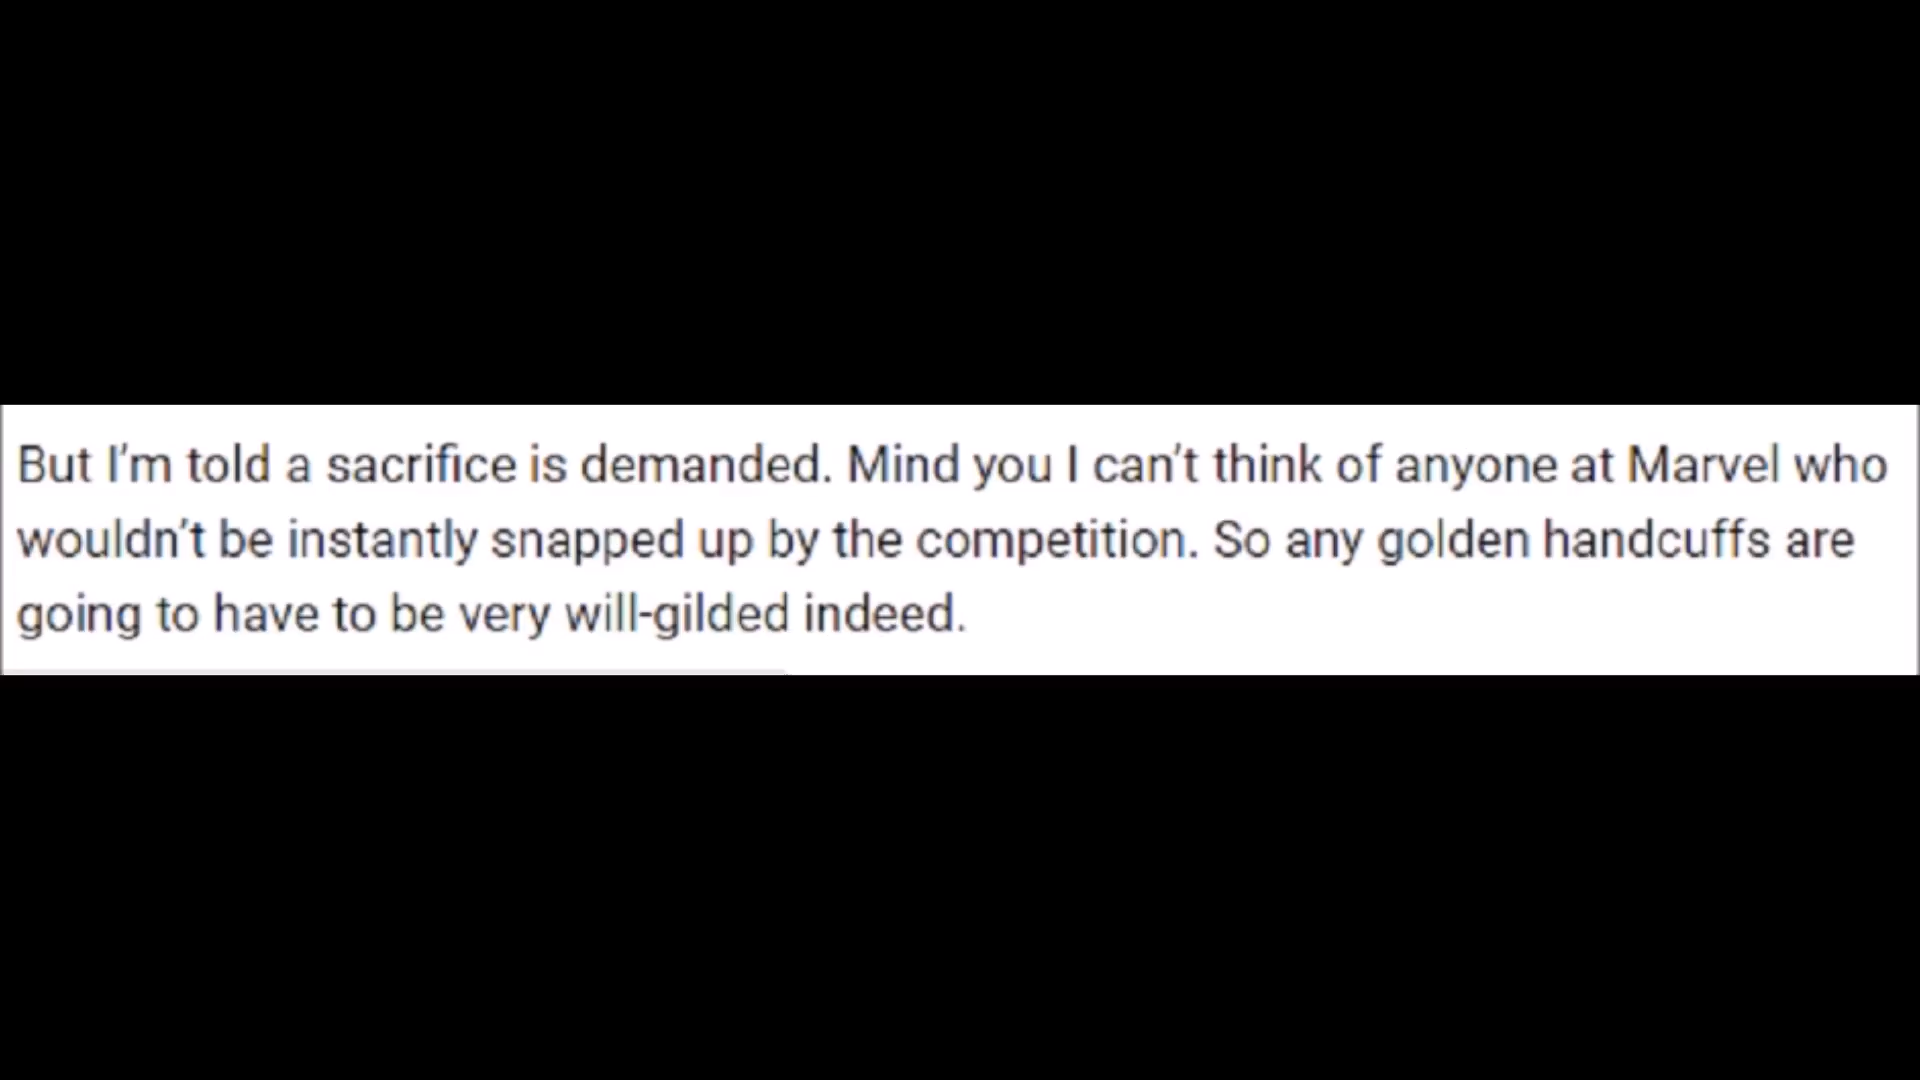 But I’m told a sacrifice is demanded. Mind you I can’t think of anyone at Marvel who
wouldn’t be instantly snapped up by the competition. So any golden handcuffs are
going to have to be very will-gilded indeed.